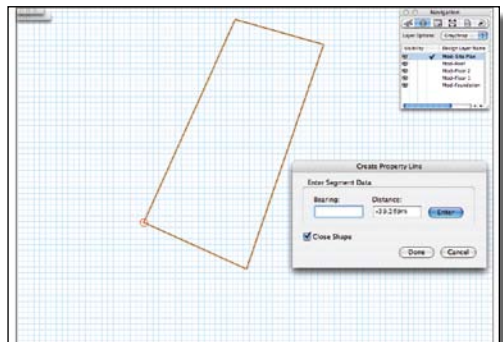 Navigation
Layer Options:
Visibility Design Layer Name
Mod-Site Plan
Mod-Roof
Mod-Floor 2
Mod-Floor 1
Mod-Foundation
Create Property Line
Enter Segment Data
Bearing: Distance:
Enter
Close Shape
Done Cancel